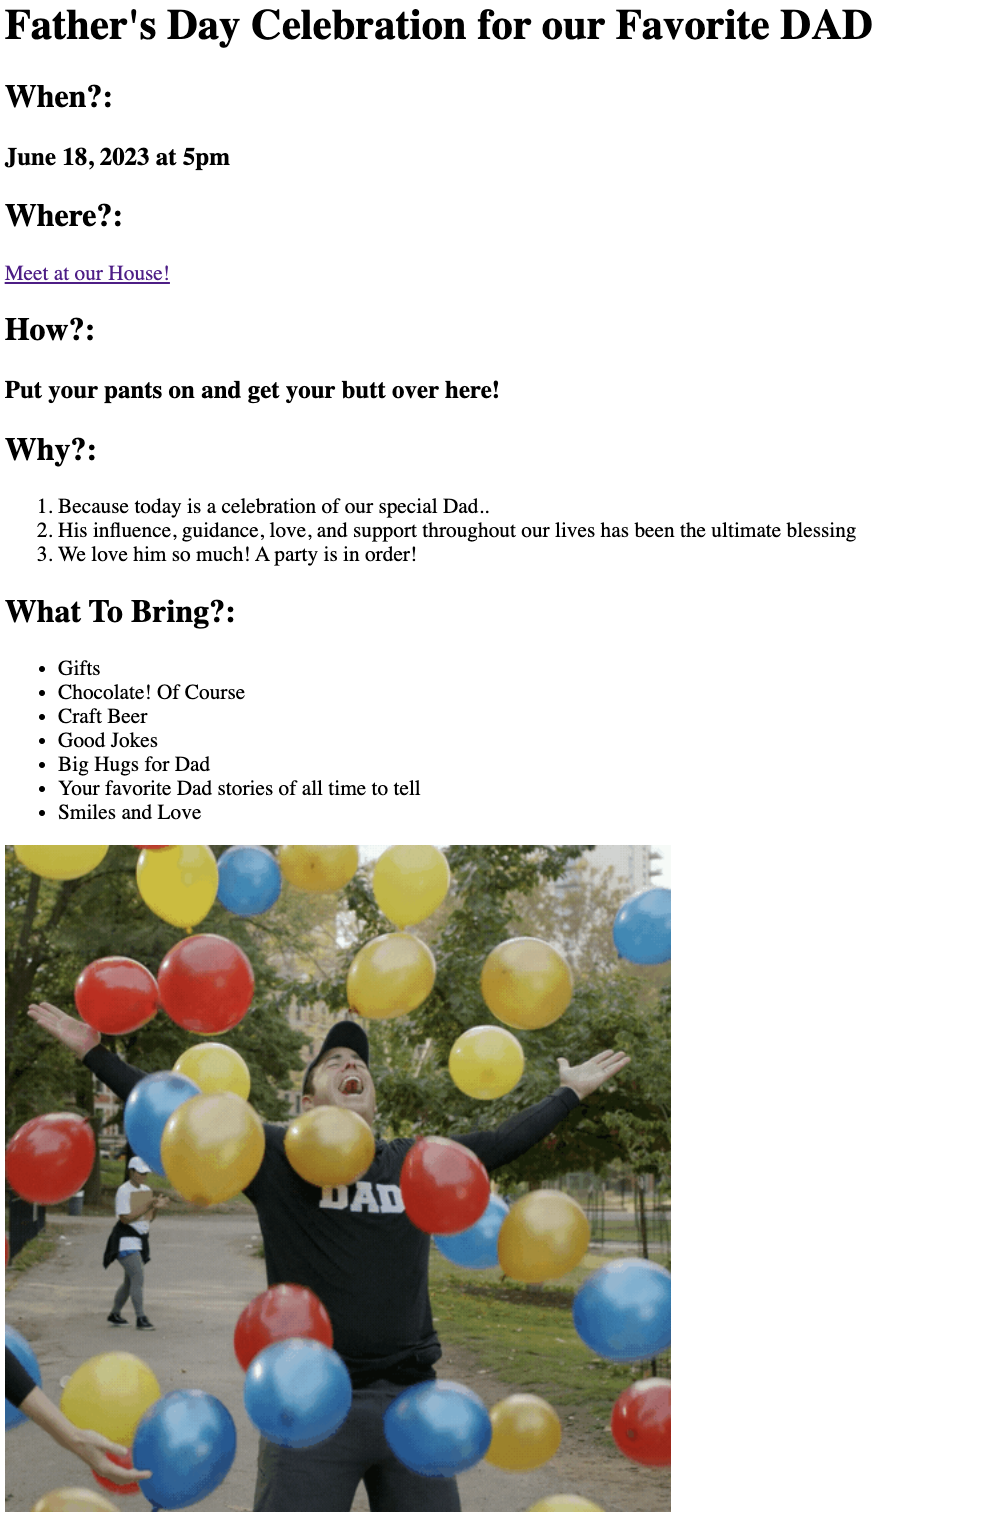 Father's Day Celebration for our Favorite DAD
When?:
June 18, 2023 at 5pm
Where?:
Meet at our House!
How?:
Put your pants on and get your butt over here!
Why?:
1. Because today is a celebration of our special Dad..
2. His influence, guidance, love, and support throughout our lives has been the ultimate blessing
3. We love him so much! A party is in order!
What To Bring?:
• Gifts
• Chocolate! Of Course
• Craft Beer
• Good Jokes
• Big Hugs for Dad
• Your favorite Dad stories of all time to tell
• Smiles and Love
DAD